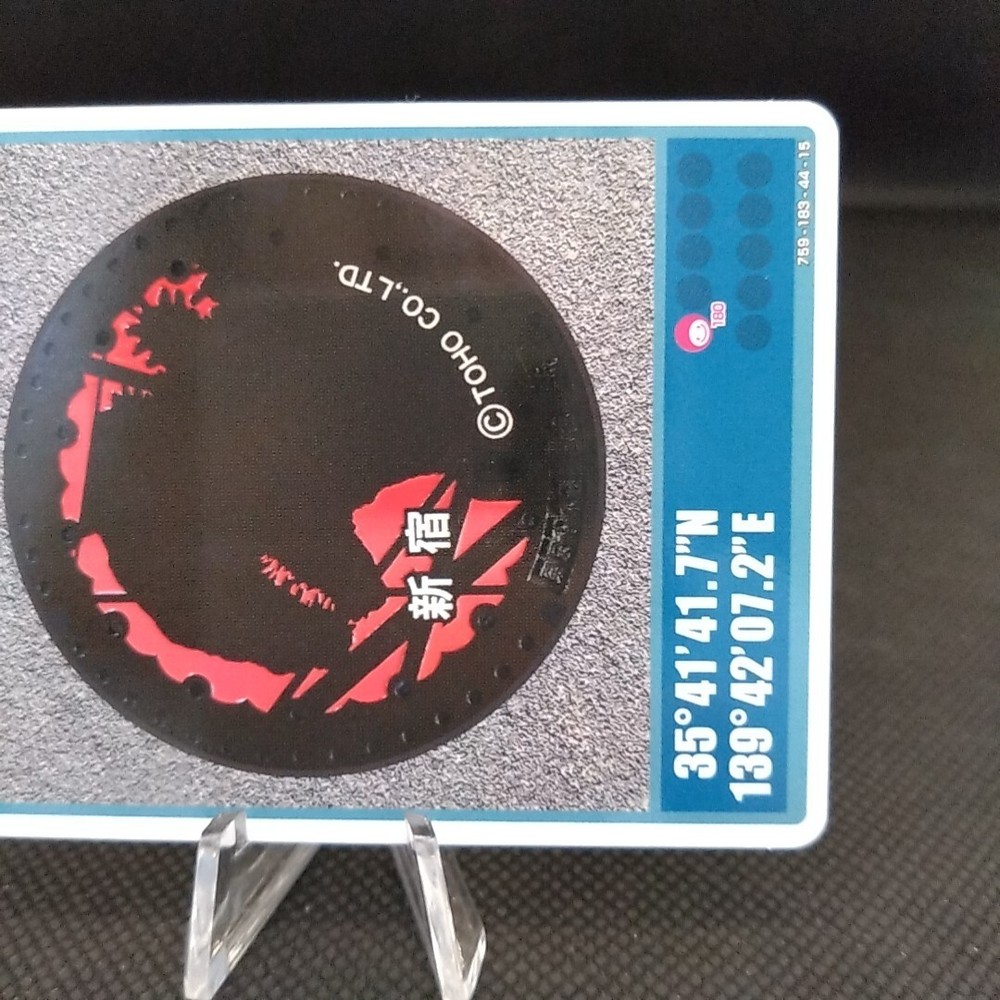 ©TOHO CO.,LTD.
新宿
180
35°41'41.7"N
139°42'07.2"E
759-183-44-15